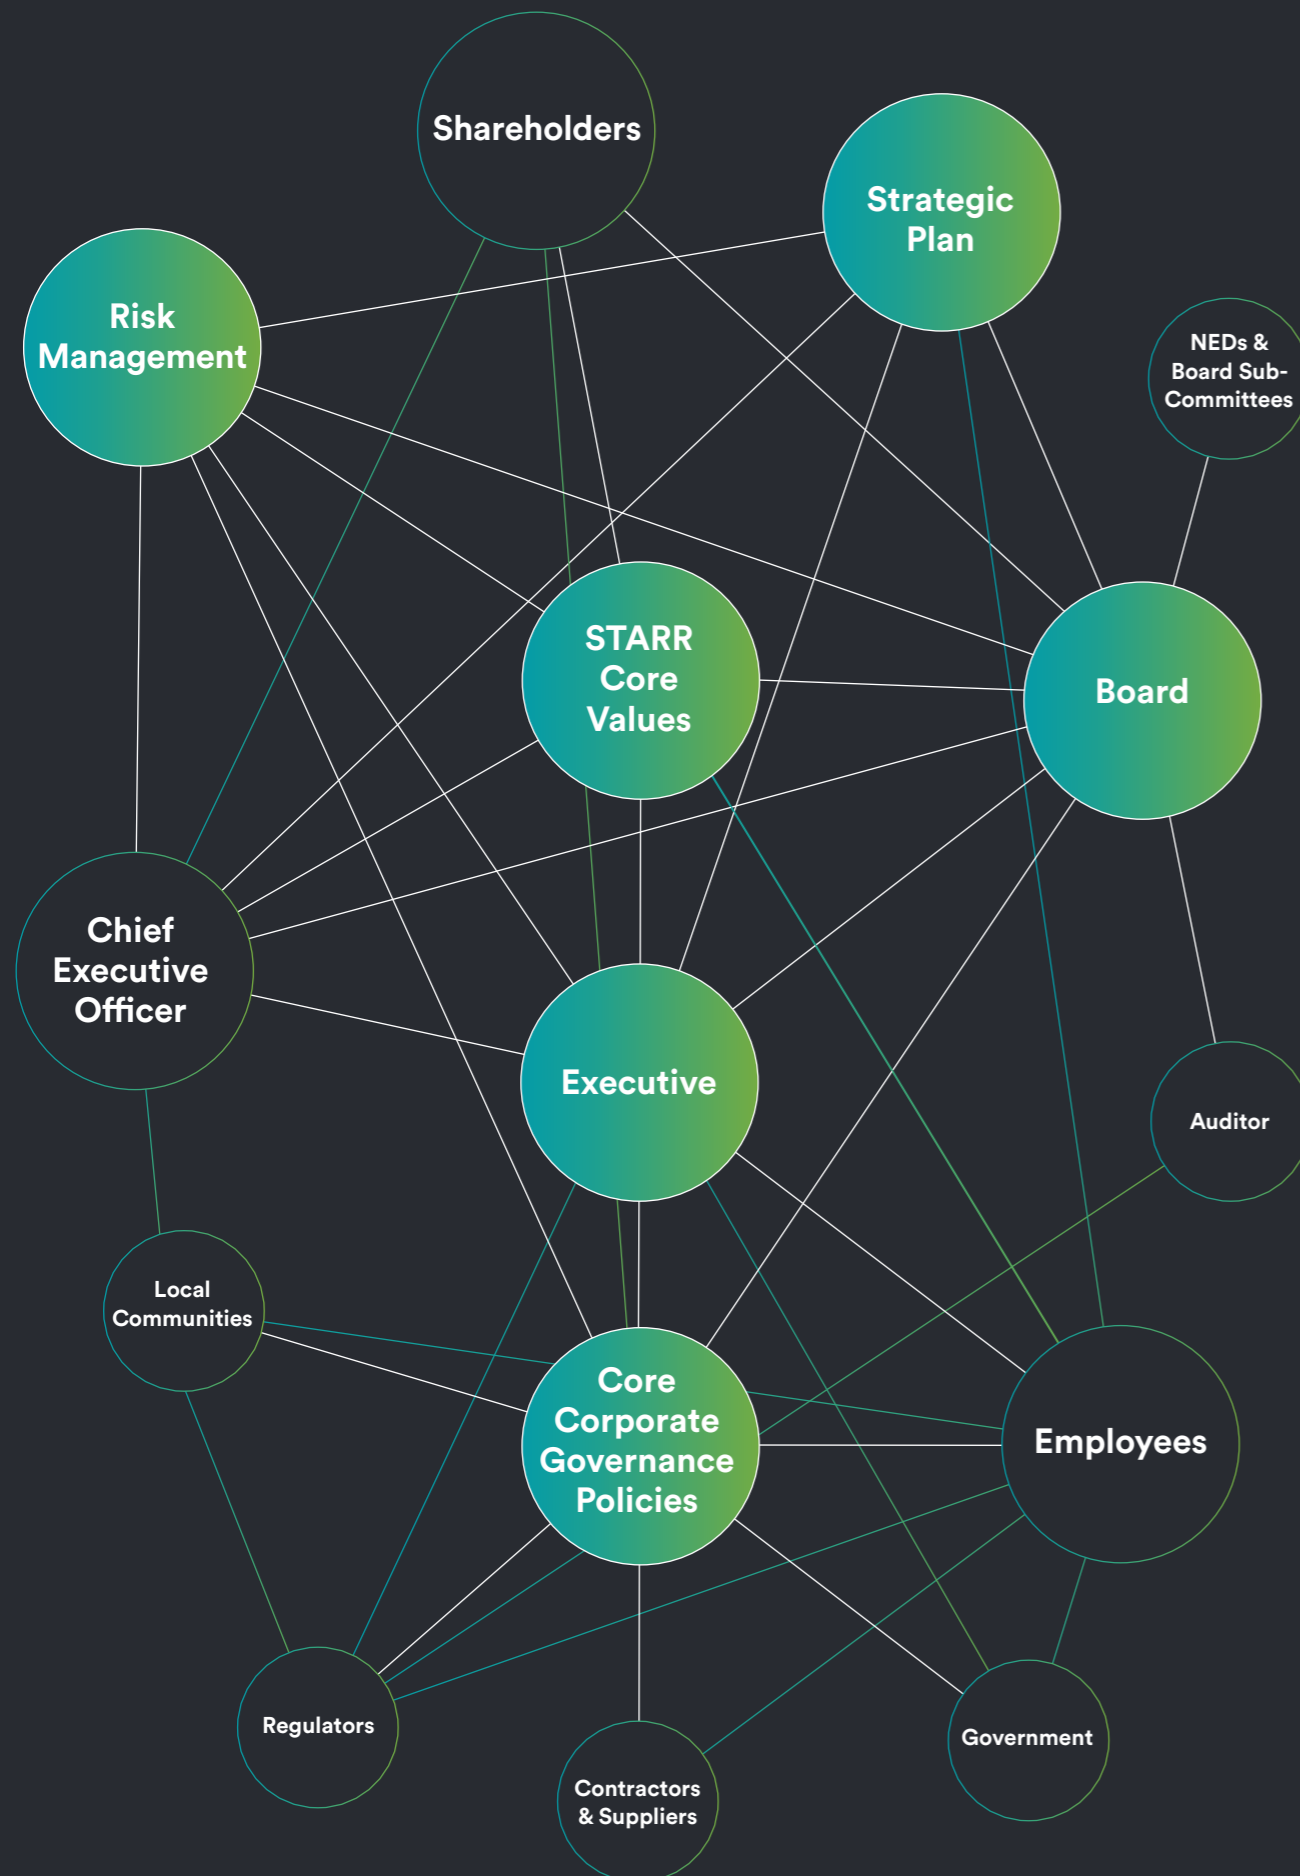 Shareholders
Strategic
Plan
Risk
Management
NEDs &
Board Sub-
Committees
STARR
Core
Values
Board
Chief
Executive
Officer
Executive
Auditor
Local
Communities
Core
Corporate
Governance
Policies
Employees
Regulators
Government
Contractors
& Suppliers